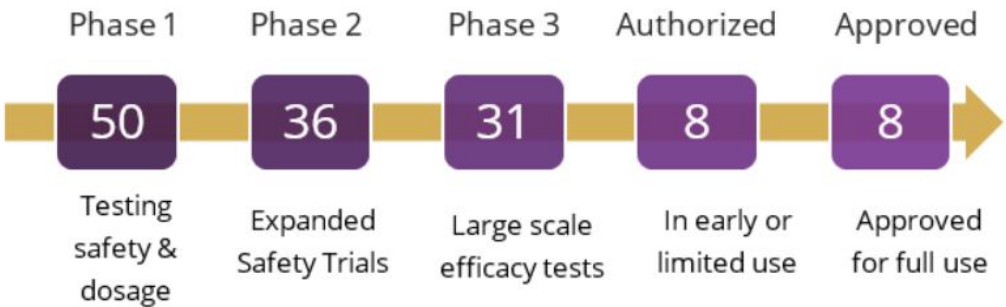 Phase 1
Phase 2
Phase 3
Authorized
Approved
50
36
31
8
8
Testing
safety &
dosage
Expanded
Safety Trials
Large scale
efficacy tests
In early or
limited use
Approved
for full use